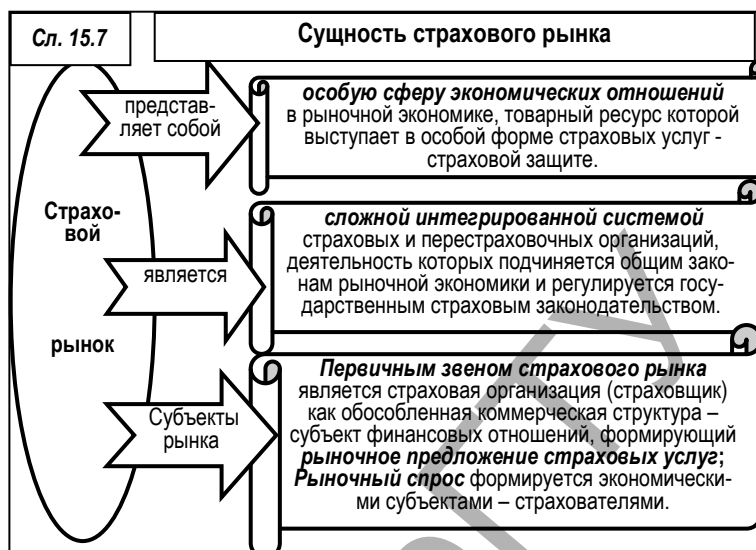 Сл. 15.7
Сущность страхового рынка
Страхо-
вой
рынок
представ-
ляет собой
особую сферу экономических отношений
в рыночной экономике, товарный ресурс которой
выступает в особой форме страховых услуг -
страховой защите.
является
сложной интегрированной системой
страховых и перестраховочных организаций,
деятельность которых подчиняется общим зако-
нам рыночной экономики и регулируется госу-
дарственным страховым законодательством.
Субъекты
рынка
Первичным звеном страхового рынка
является страховая организация (страховщик)
как обособленная коммерческая структура –
субъект финансовых отношений, формирующий
рыночное предложение страховых услуг;
Рыночный спрос формируется экономически-
ми субъектами – страхователями.